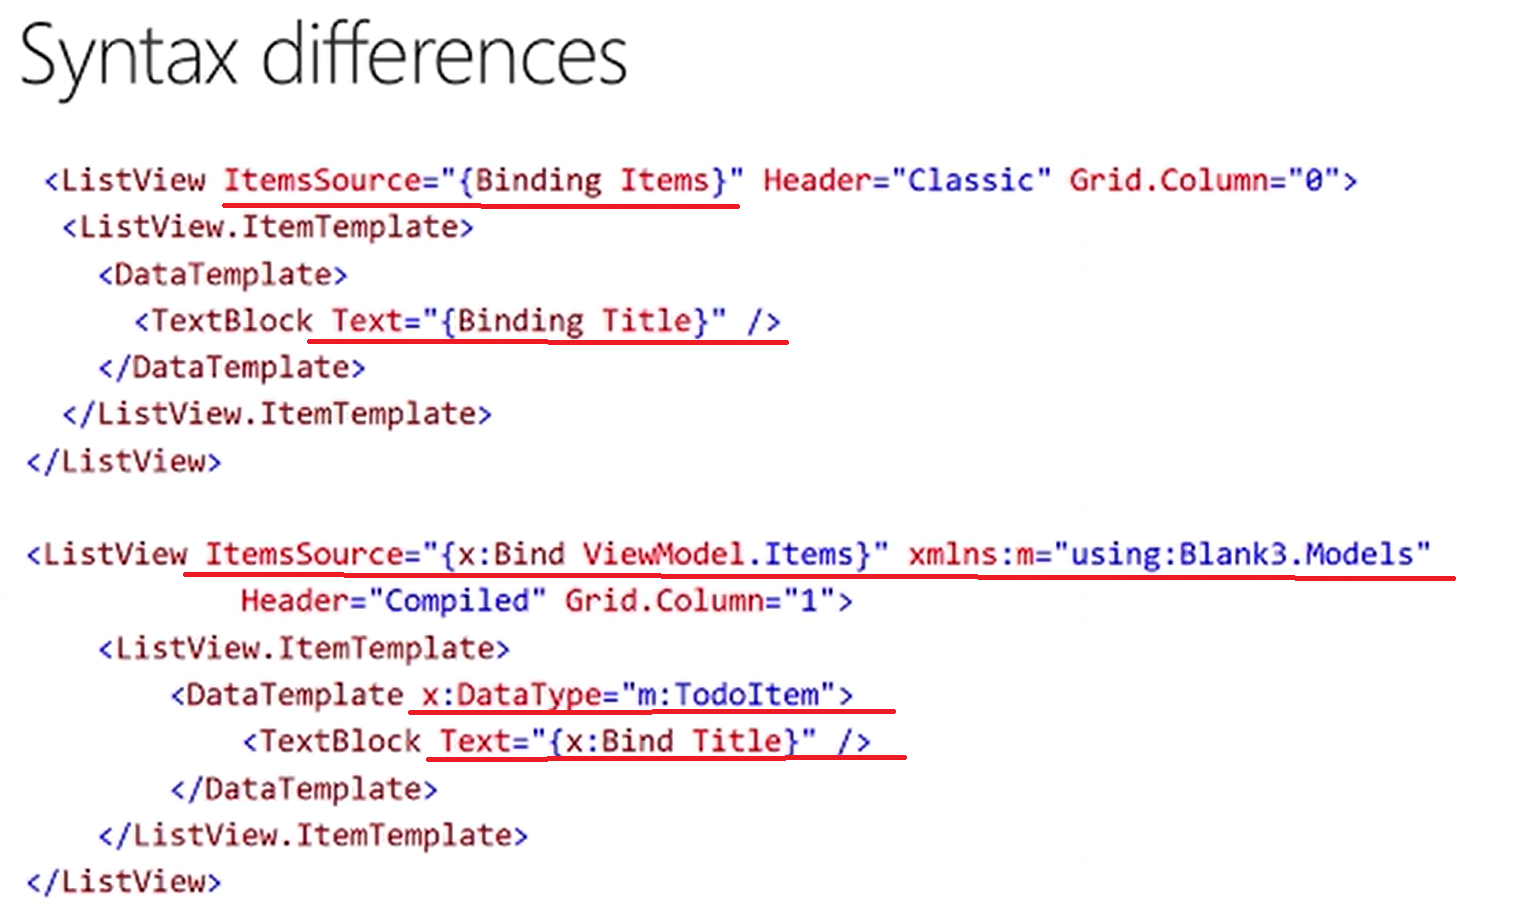 Syntax differences
<ListView ItemsSource="{Binding Items}" Header="Classic" Grid.Column="0">
<ListView.ItemTemplate>
<DataTemplate>
<TextBlock Text="{Binding Title}" />
</DataTemplate>
</ListView.ItemTemplate>
</ListView>
<ListView ItemsSource="{x:Bind ViewModel.Items}" xmlns:m="using:Blank3.Models"
Header="Compiled" Grid.Column="1">
<ListView.ItemTemplate>
<DataTemplate x:DataType="m:TodoItem">
<TextBlock Text="{x:Bind Title}" />
</DataTemplate>
</ListView.ItemTemplate>
</ListView>